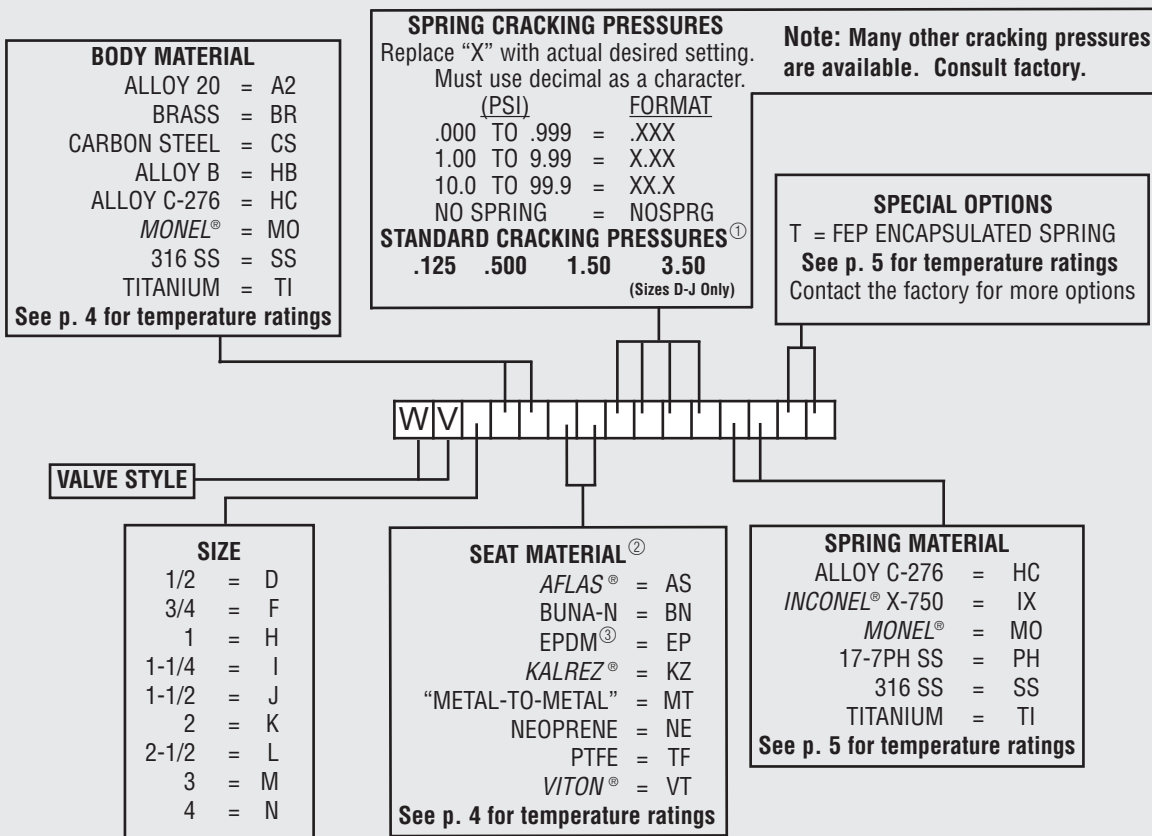 BODY MATERIAL
ALLOY 20 = A2
BRASS = BR
CARBON STEEL = CS
ALLOY B = HB
ALLOY C-276 = HC
MONEL® = MO
316 SS = SS
TITANIUM = TI
See p. 4 for temperature ratings
SPRING CRACKING PRESSURES
Replace “X” with actual desired setting.
Must use decimal as a character.
(PSI) FORMAT
.000 TO .999 = .XXX
1.00 TO 9.99 = X.XX
10.0 TO 99.9 = XX.X
NO SPRING = NOSPRG
STANDARD CRACKING PRESSURES①
.125 .500 1.50 3.50
(Sizes D-J Only)
Note: Many other cracking pressures
are available. Consult factory.
SPECIAL OPTIONS
T = FEP ENCAPSULATED SPRING
See p. 5 for temperature ratings
Contact the factory for more options
W V
VALVE STYLE
SIZE
1/2 = D
3/4 = F
1 = H
1-1/4 = I
1-1/2 = J
2 = K
2-1/2 = L
3 = M
4 = N
SEAT MATERIAL②
AFLAS® = AS
BUNA-N = BN
EPDM③ = EP
KALREZ® = KZ
“METAL-TO-METAL” = MT
NEOPRENE = NE
PTFE = TF
VITON® = VT
See p. 4 for temperature ratings
SPRING MATERIAL
ALLOY C-276 = HC
INCONEL® X-750 = IX
MONEL® = MO
17-7PH SS = PH
316 SS = SS
TITANIUM = TI
See p. 5 for temperature ratings